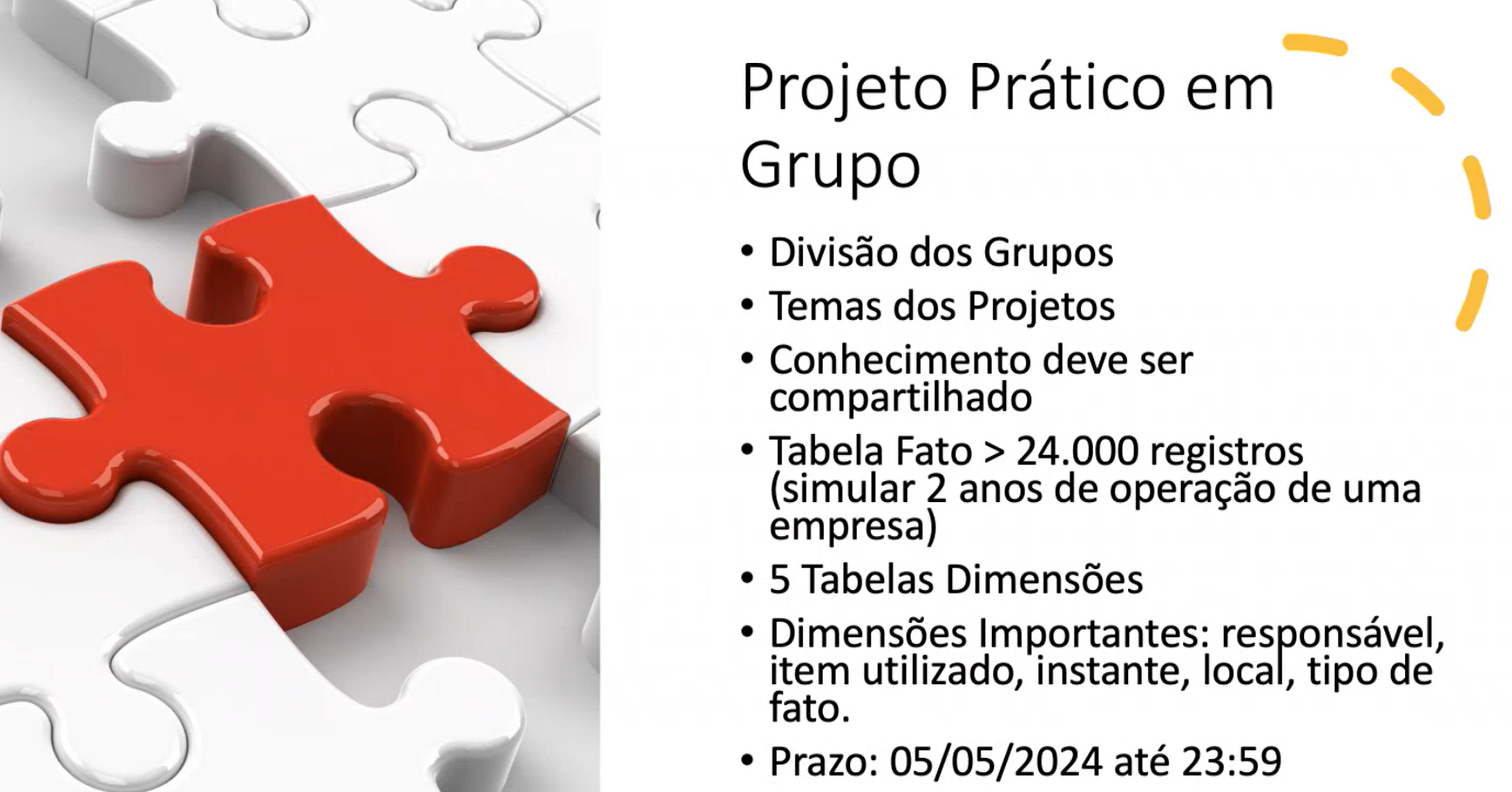 Projeto Prático em
Grupo
• Divisão dos Grupos
• Temas dos Projetos
• Conhecimento deve ser
compartilhado
• Tabela Fato > 24.000 registros
(simular 2 anos de operação de uma
empresa)
• 5 Tabelas Dimensões
• Dimensões Importantes: responsável,
item utilizado, instante, local, tipo de
fato.
• Prazo: 05/05/2024 até 23:59